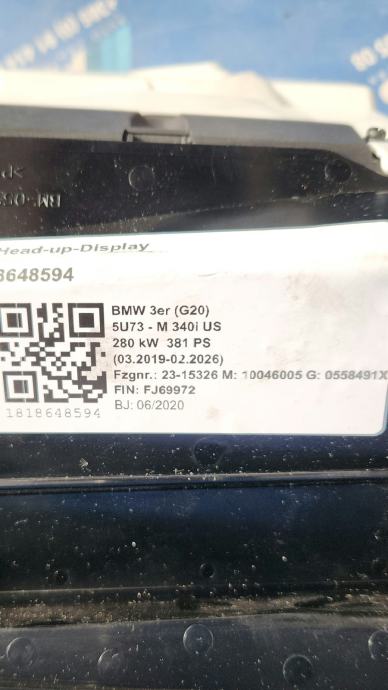 Head-up-Display
8648594
BMW 3er (G20)
5U73 - M 340i US
280 kW 381 PS
(03.2019-02.2026)
Fzgnr.: 23-15326 M: 10046005 G: 0558491X
FIN: FJ69972
BJ: 06/2020
1818648594